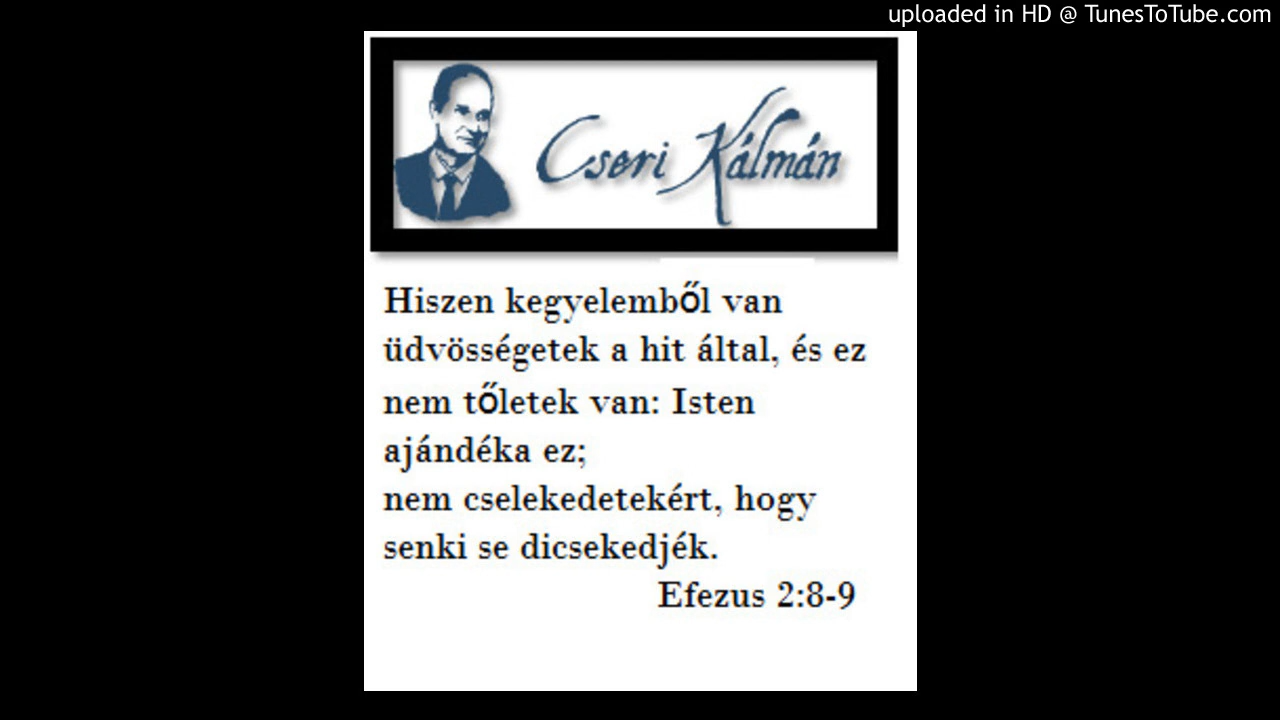 uploaded in HD @ TunesToTube.com
Cseri Kálmán
Hiszen kegyelemből van
üdvösségetek a hit által, és ez
nem tőletek van: Isten
ajándéka ez;
nem cselekedetekért, hogy
senki se dicsekedjék.
Efezus 2:8-9